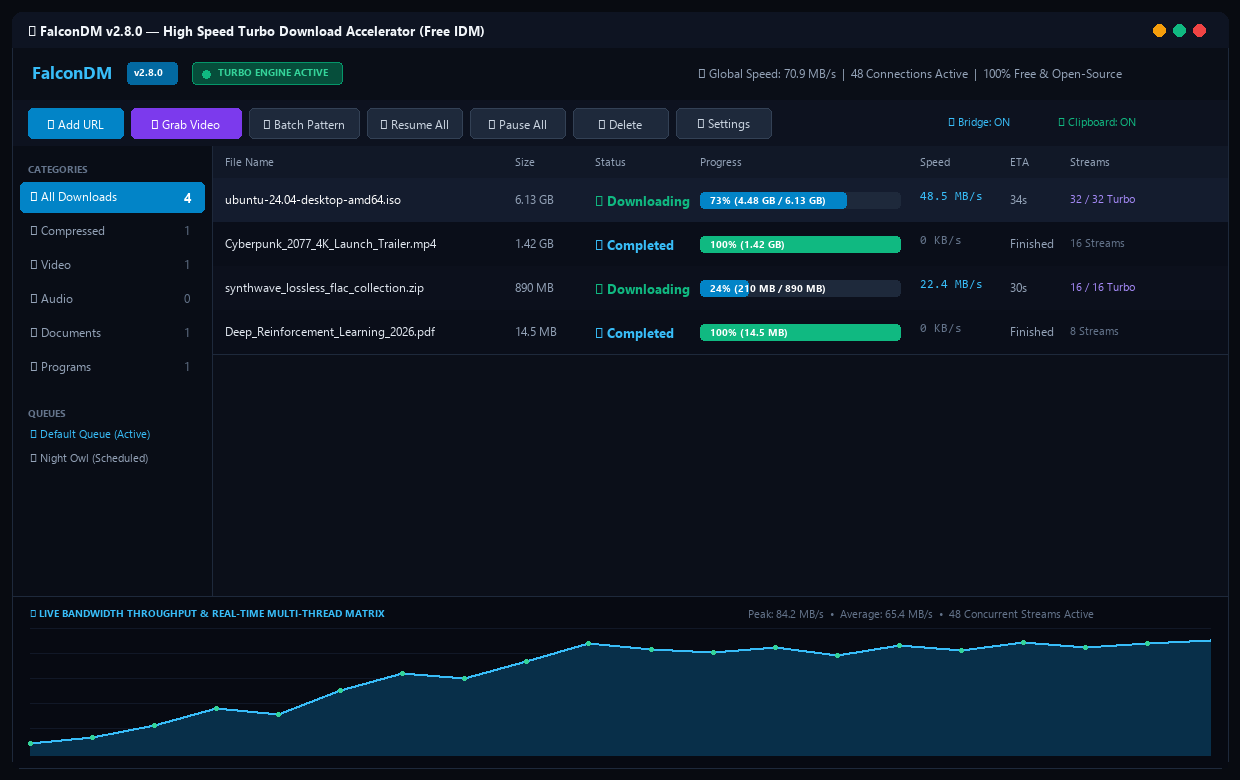 FalconDM v2.8.0 — High Speed Turbo Download Accelerator (Free IDM)
FalconDM v2.8.0 TURBO ENGINE ACTIVE Global Speed: 70.9 MB/s | 48 Connections Active | 100% Free & Open-Source
Add URL Grab Video Batch Pattern Resume All Pause All Delete Settings Bridge: ON Clipboard: ON
CATEGORIES
All Downloads 4
Compressed 1
Video 1
Audio 0
Documents 1
Programs 1
QUEUES
Default Queue (Active)
Night Owl (Scheduled)
File Name Size Status Progress Speed ETA Streams
ubuntu-24.04-desktop-amd64.iso 6.13 GB Downloading 73% (4.48 GB / 6.13 GB) 48.5 MB/s 34s 32 / 32 Turbo
Cyberpunk_2077_4K_Launch_Trailer.mp4 1.42 GB Completed 100% (1.42 GB) 0 KB/s Finished 16 Streams
synthwave_lossless_flac_collection.zip 890 MB Downloading 24% (210 MB / 890 MB) 22.4 MB/s 30s 16 / 16 Turbo
Deep_Reinforcement_Learning_2026.pdf 14.5 MB Completed 100% (14.5 MB) 0 KB/s Finished 8 Streams
LIVE BANDWIDTH THROUGHPUT & REAL-TIME MULTI-THREAD MATRIX Peak: 84.2 MB/s • Average: 65.4 MB/s • 48 Concurrent Streams Active